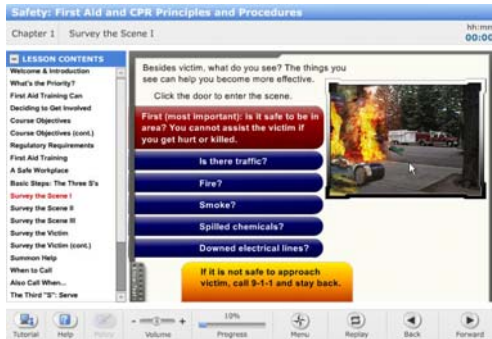 Safety: First Aid and CPR Principles and Procedures
Chapter 1 Survey the Scene I
hh:mm
00:00
LESSON CONTENTS
Welcome & Introduction
What's the Priority?
First Aid Training Can
Deciding to Get Involved
Course Objectives
Course Objectives (cont.)
Regulatory Requirements
First Aid Training
A Safe Workplace
Basic Steps: The Three S's
Survey the Scene I
Survey the Scene II
Survey the Scene III
Survey the Victim
Survey the Victim (cont.)
Summon Help
When to Call
Also Call When...
The Third "S": Serve
Besides victim, what do you see? The things you
see can help you become more effective.
Click the door to enter the scene.
First (most important): is it safe to be in
area? You cannot assist the victim if
you get hurt or killed.
Is there traffic?
Fire?
Smoke?
Spilled chemicals?
Downed electrical lines?
If it is not safe to approach
victim, call 9-1-1 and stay back.
10%
Tutorial Help Policy - + Volume Progress Menu Replay Back Forward